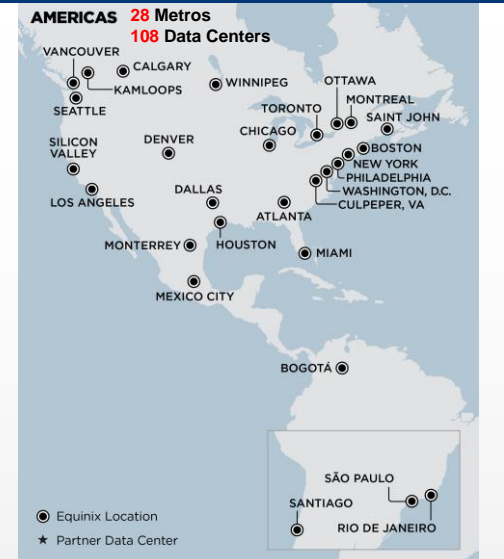 AMERICAS 28 Metros
108 Data Centers
VANCOUVER
CALGARY
KAMLOOPS
SEATTLE
WINNIPEG
OTTAWA
MONTREAL
TORONTO
SAINT JOHN
CHICAGO
BOSTON
NEW YORK
PHILADELPHIA
WASHINGTON, D.C.
CULPEPER, VA
SILICON
VALLEY
DENVER
LOS ANGELES
DALLAS
ATLANTA
MONTERREY
HOUSTON
MIAMI
MEXICO CITY
BOGOTÁ
SÃO PAULO
SANTIAGO
RIO DE JANEIRO
Equinix Location
Partner Data Center